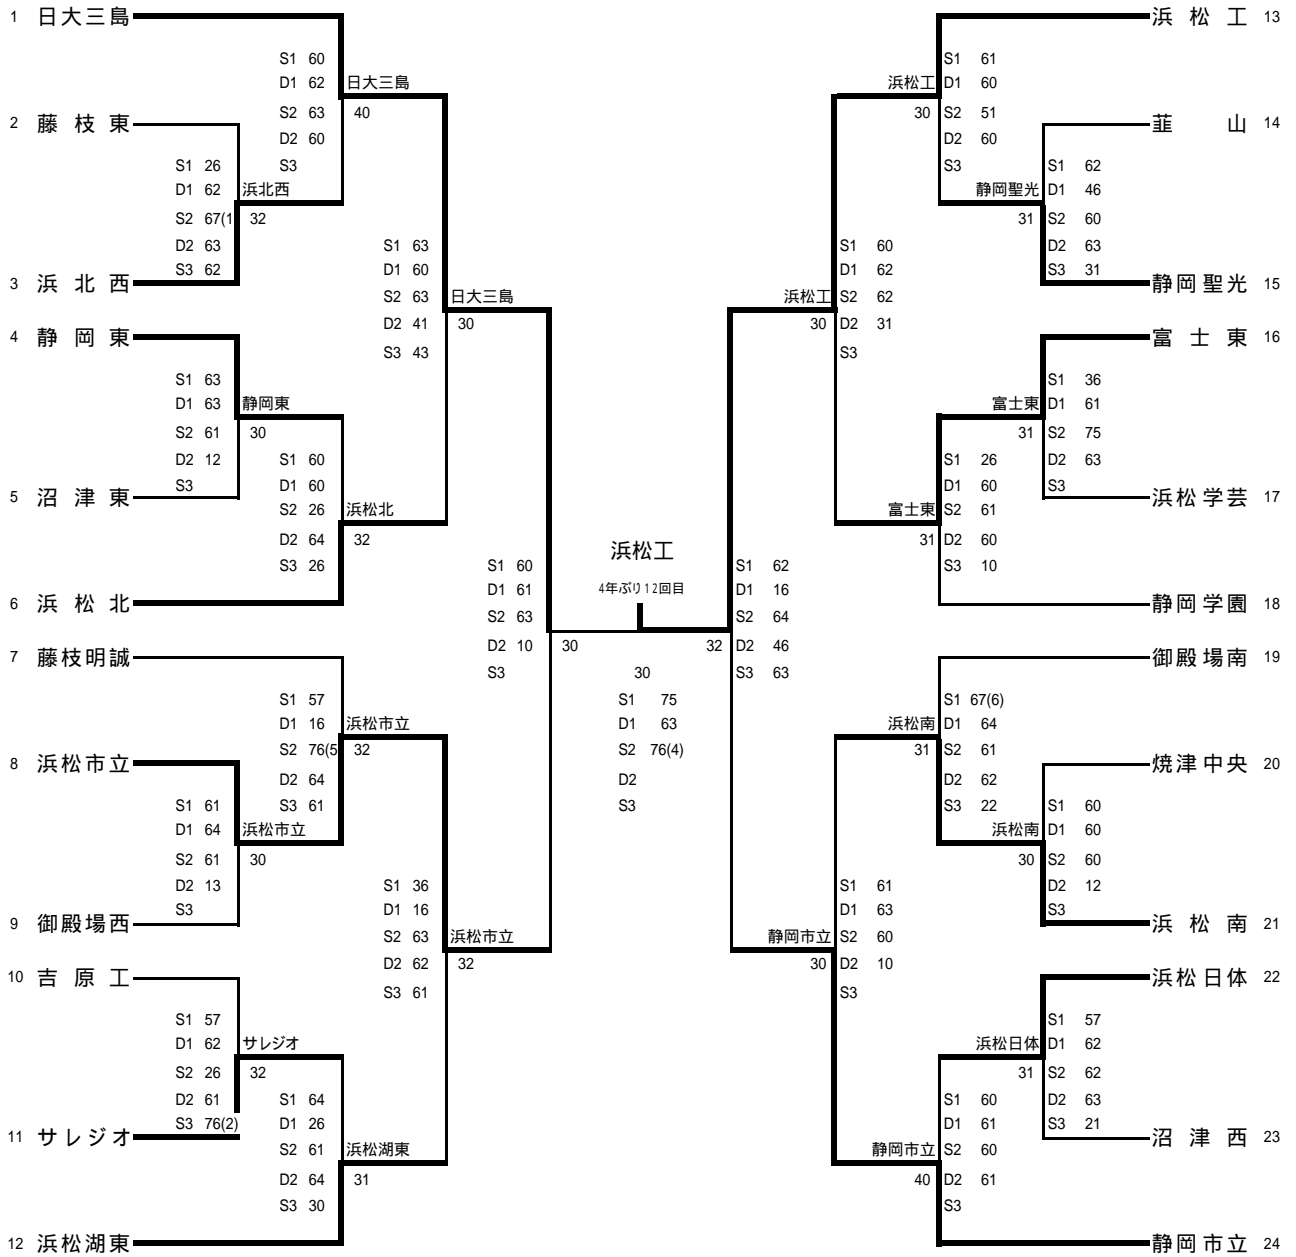 1 日大三島
S1 60
D1 62
S2 63
D2 60
S3
日大三島
40
2 藤枝東
S1 26
D1 62
S2 67(1
D2 63
S3 62
浜北西
32
3 浜北西
S1 63
D1 60
S2 63
D2 41
S3 43
日大三島
30
4 静岡東
S1 63
D1 63
S2 61
D2 12
S3
静岡東
30
5 沼津東
S1 60
D1 60
S2 26
D2 64
S3 26
浜松北
32
6 浜松北
S1 60
D1 61
S2 63
D2 10
S3
30
7 藤枝明誠
S1 57
D1 16
S2 76(5
D2 64
S3 61
浜松市立
32
8 浜松市立
S1 61
D1 64
S2 61
D2 13
S3
浜松市立
30
9 御殿場西
S1 36
D1 16
S2 63
D2 62
S3 61
浜松市立
32
10 吉原工
S1 57
D1 62
S2 26
D2 61
S3 76(2)
サレジオ
32
11 サレジオ
S1 64
D1 26
S2 61
D2 64
S3 30
浜松湖東
31
12 浜松湖東
浜松工
4年ぶり12回目
30
S1 75
D1 63
S2 76(4)
D2
S3
浜松工 13
浜松工
30
S1 61
D1 60
S2 51
D2 60
S3
韮山 14
静岡聖光
31
S1 62
D1 46
S2 60
D2 63
S3 31
静岡聖光 15
浜松工
30
S1 60
D1 62
S2 62
D2 31
S3
富士東 16
富士東
31
S1 36
D1 61
S2 75
D2 63
S3
浜松学芸 17
富士東
31
S1 26
D1 60
S2 61
D2 60
S3 10
静岡学園 18
32
S1 62
D1 16
S2 64
D2 46
S3 63
御殿場南 19
浜松南
31
S1 67(6)
D1 64
S2 61
D2 62
S3 22
焼津中央 20
浜松南
30
S1 60
D1 60
S2 60
D2 12
S3
浜松南 21
静岡市立
30
S1 61
D1 63
S2 60
D2 10
S3
浜松日体 22
浜松日体
31
S1 57
D1 62
S2 62
D2 63
S3 21
沼津西 23
静岡市立
40
S1 60
D1 61
S2 60
D2 61
S3
静岡市立 24